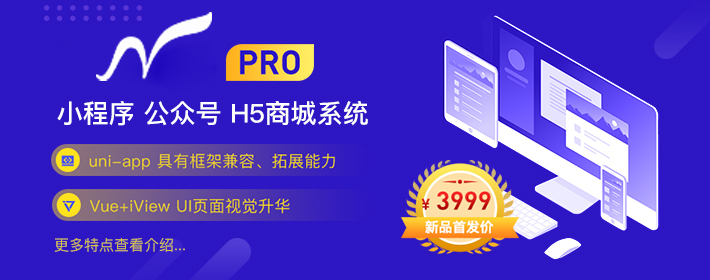 PRO
小程序 公众号 H5商城系统
uni-app 具有框架兼容、拓展能力
Vue+iView UI页面视觉升华
更多特点查看介绍...
¥ 3999
新品首发价